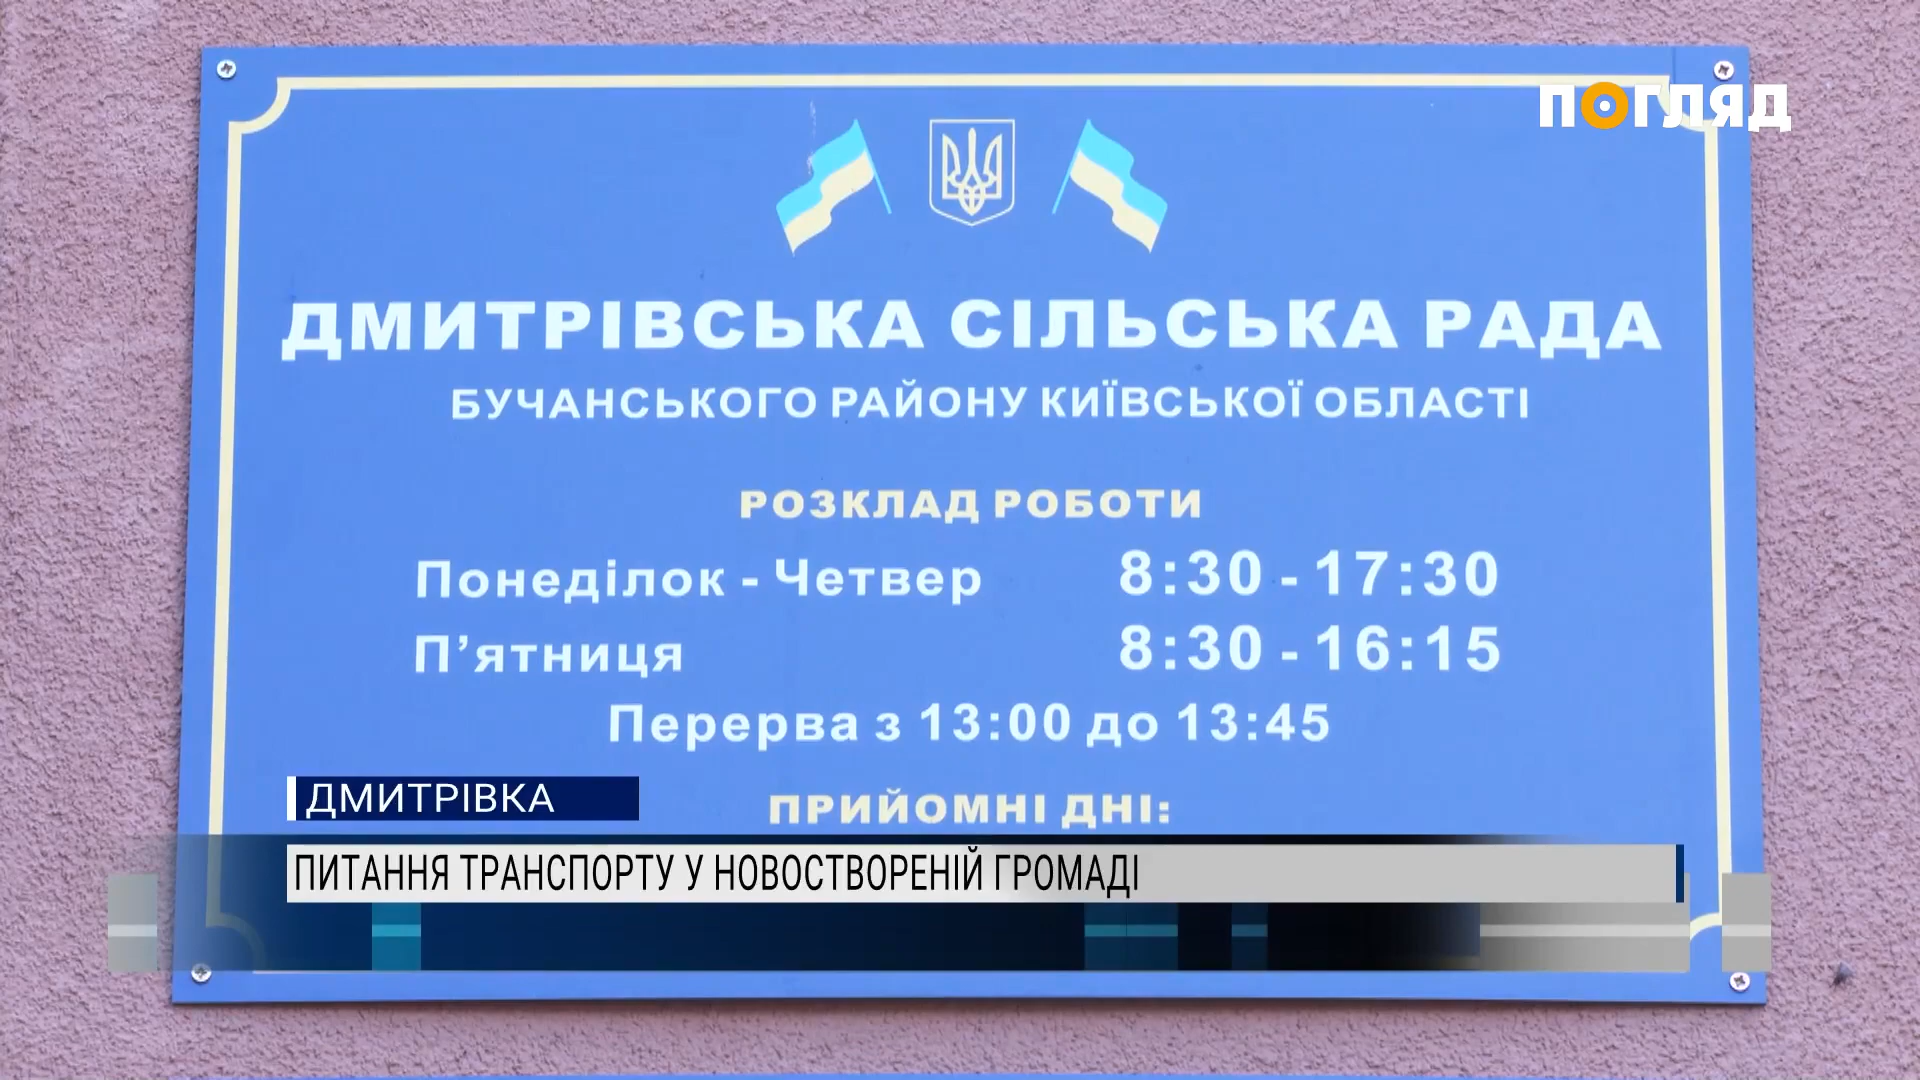 ПОГЛЯД
ДМИТРІВСЬКА СІЛЬСЬКА РАДА
БУЧАНСЬКОГО РАЙОНУ КИЇВСЬКОЇ ОБЛАСТІ
РОЗКЛАД РОБОТИ
Понеділок - Четвер 8:30 - 17:30
П’ятниця 8:30 - 16:15
Перерва з 13:00 до 13:45
ПРИЙОМНІ ДНІ:
ДМИТРІВКА
ПИТАННЯ ТРАНСПОРТУ У НОВОСТВОРЕНІЙ ГРОМАДІ